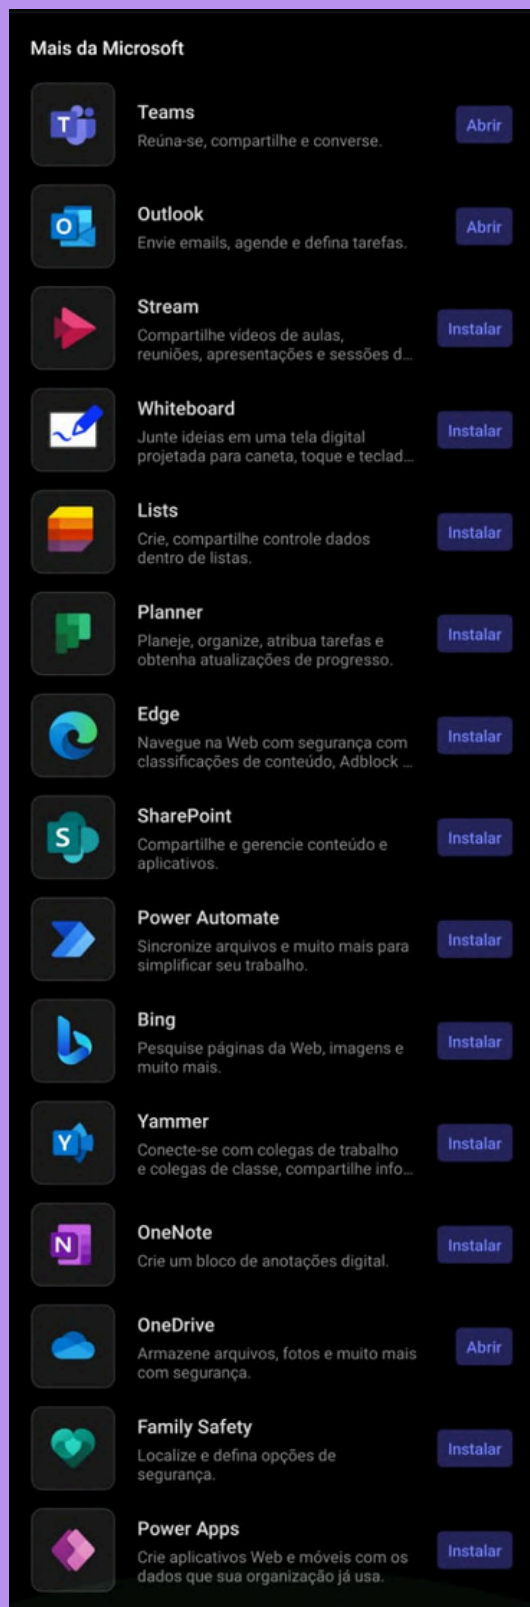 Mais da Microsoft
Teams
Reúna-se, compartilhe e converse.
Abrir
Outlook
Envie emails, agende e defina tarefas.
Abrir
Stream
Compartilhe vídeos de aulas,
reuniões, apresentações e sessões d...
Instalar
Whiteboard
Junte ideias em uma tela digital
projetada para caneta, toque e teclad...
Instalar
Lists
Crie, compartilhe controle dados
dentro de listas.
Instalar
Planner
Planeje, organize, atribua tarefas e
obtenha atualizações de progresso.
Instalar
Edge
Navegue na Web com segurança com
classificações de conteúdo, Adblock ...
Instalar
SharePoint
Compartilhe e gerencie conteúdo e
aplicativos.
Instalar
Power Automate
Sincronize arquivos e muito mais para
simplificar seu trabalho.
Instalar
Bing
Pesquise páginas da Web, imagens e
muito mais.
Instalar
Yammer
Conecte-se com colegas de trabalho
e colegas de classe, compartilhe info...
Instalar
OneNote
Crie um bloco de anotações digital.
Instalar
OneDrive
Armazene arquivos, fotos e muito mais
com segurança.
Abrir
Family Safety
Localize e defina opções de
segurança.
Instalar
Power Apps
Crie aplicativos Web e móveis com os
dados que sua organização já usa.
Instalar